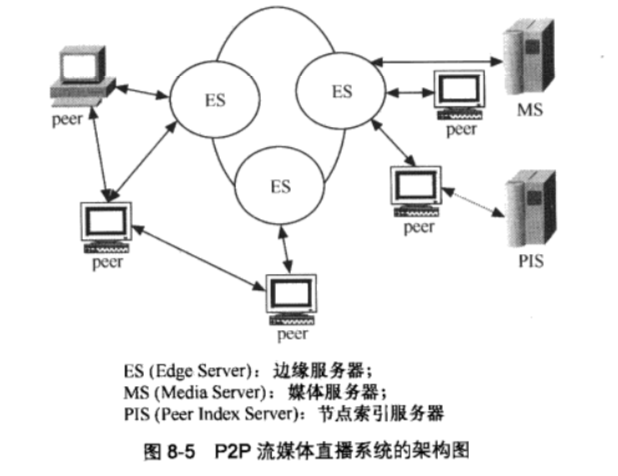 ES
ES
ES
peer
peer
MS
peer
peer
PIS
peer
ES (Edge Server)：边缘服务器；
MS (Media Server)：媒体服务器；
PIS (Peer Index Server)：节点索引服务器
图 8-5 P2P 流媒体直播系统的架构图